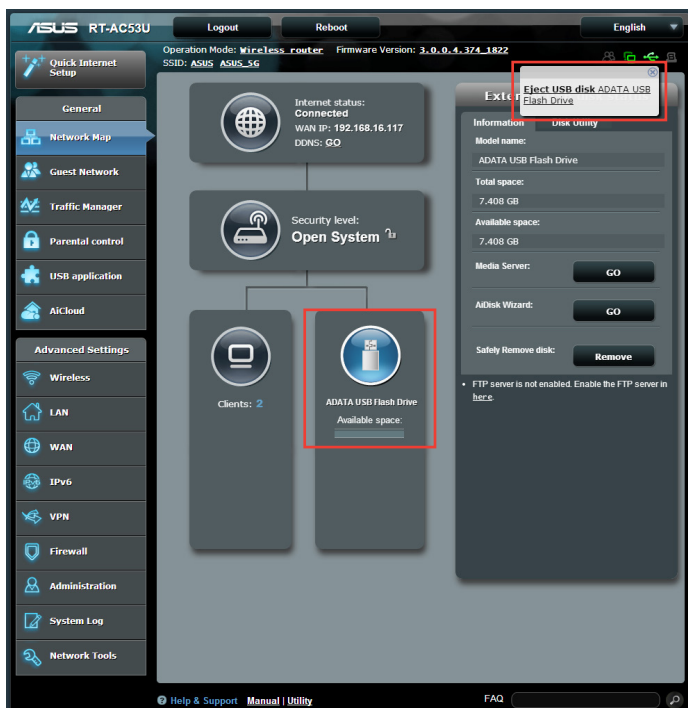 ASUS RT-AC53U
Logout
Reboot
English
Quick Internet
Setup
Operation Mode: Wireless router Firmware Version: 3.0.0.4.374_1822
SSID: ASUS ASUS_5G
General
Network Map
Guest Network
Traffic Manager
Parental control
USB application
AiCloud
Advanced Settings
Wireless
LAN
WAN
IPv6
VPN
Firewall
Administration
System Log
Network Tools
Internet status:
Connected
WAN IP: 192.168.16.117
DDNS: GO
Security level:
Open System
Clients: 2
ADATA USB Flash Drive
Available space:
Eject USB disk ADATA USB
Flash Drive
Information
Disk Utility
Model name:
ADATA USB Flash Drive
Total space:
7.408 GB
Available space:
7.408 GB
Media Server:
GO
AiDisk Wizard:
GO
Safely Remove disk:
Remove
• FTP server is not enabled. Enable the FTP server in
here.
Help & Support Manual | Utility
FAQ